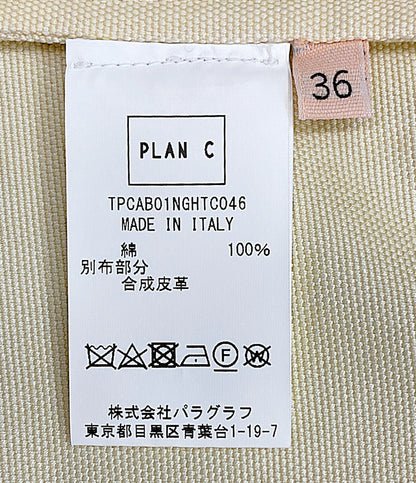 36
PLAN C
TPCAB01NGHTC046
MADE IN ITALY
綿 100%
別布部分
合成皮革
F W
株式会社パラグラフ
東京都目黒区青葉台1-19-7